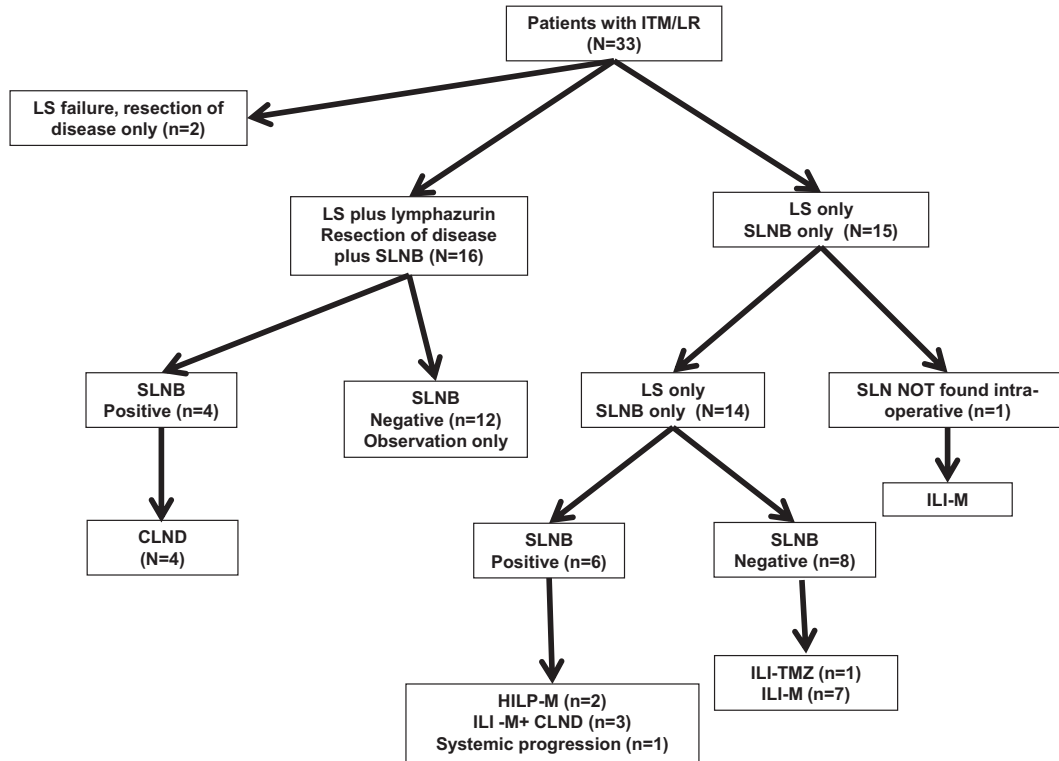 Patients with ITM/LR
(N=33)
LS failure, resection of
disease only (n=2)
LS plus lymphazurin
Resection of disease
plus SLNB (N=16)
LS only
SLNB only (N=15)
SLNB
Positive (n=4)
SLNB
Negative (n=12)
Observation only
LS only
SLNB only (N=14)
SLN NOT found intra-
operative (n=1)
CLND
(N=4)
SLNB
Positive (n=6)
SLNB
Negative (n=8)
ILI-M
HILP-M (n=2)
ILI -M+ CLND (n=3)
Systemic progression (n=1)
ILI-TMZ (n=1)
ILI-M (n=7)